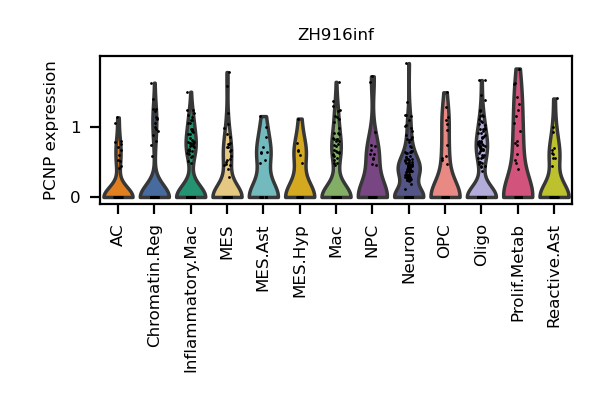 ZH916inf
PCNP expression
1
0
AC
Chromatin.Reg
Inflammatory.Mac
MES
MES.Ast
MES.Hyp
Mac
NPC
Neuron
OPC
Oligo
Prolif.Metab
Reactive.Ast